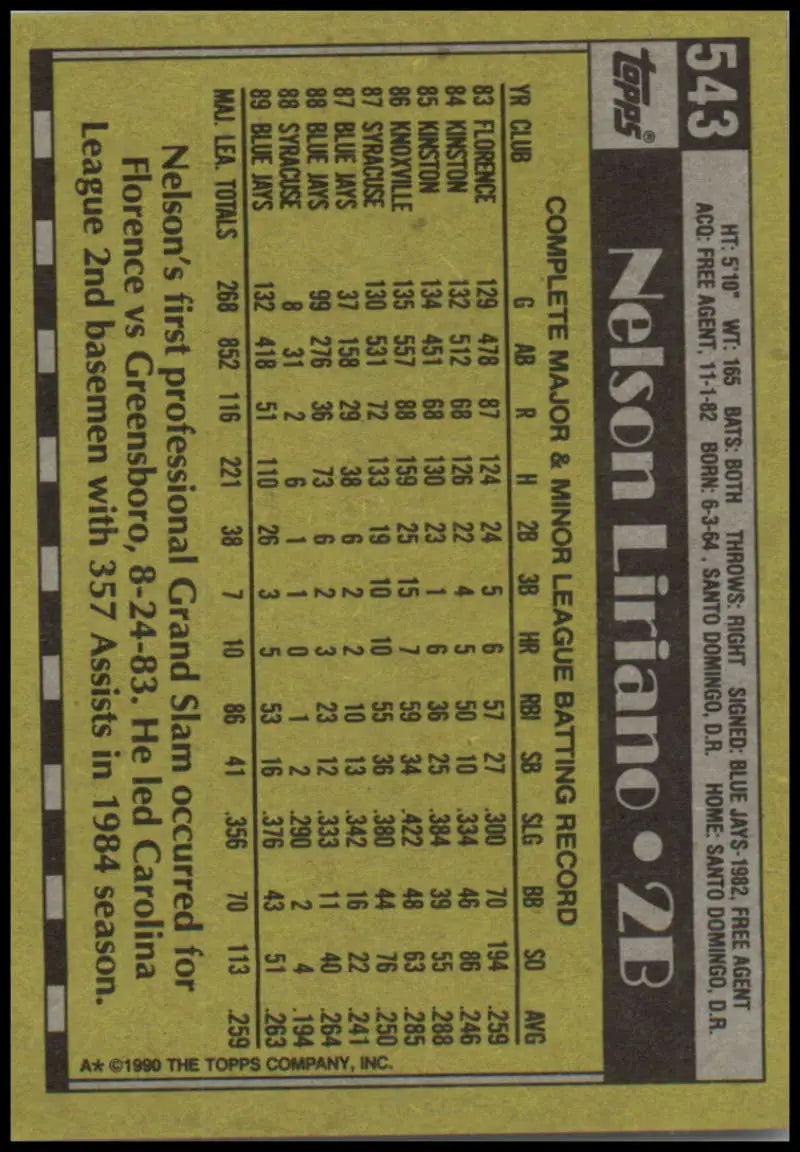 543
HT: 5'10" WT: 165 BATS: BOTH THROWS: RIGHT SIGNED: BLUE JAYS-1982, FREE AGENT
ACQ: FREE AGENT, 11-1-82 BORN: 6-3-64, SANTO DOMINGO, D.R. HOME: SANTO DOMINGO, D.R.
TOPPS®
Nelson Liriano • 2B
COMPLETE MAJOR & MINOR LEAGUE BATTING RECORD
YR CLUB G AB R H 2B 3B HR RBI SB SLG BB SO AVG
83 FLORENCE 129 478 87 124 24 5 6 57 27 .300 70 194 .259
84 KINSTON 132 512 68 126 22 4 5 50 10 .334 46 86 .246
85 KINSTON 134 451 68 130 23 1 6 36 25 .384 39 55 .288
86 KNOXVILLE 135 557 88 159 25 15 7 59 34 .422 48 63 .285
87 SYRACUSE 130 531 72 133 19 10 10 55 36 .380 44 76 .250
87 BLUE JAYS 37 158 29 38 6 2 2 10 13 .342 16 22 .241
88 BLUE JAYS 99 276 36 73 6 2 3 23 12 .333 11 40 .264
88 SYRACUSE 8 31 2 6 1 1 0 1 2 .290 2 4 .194
89 BLUE JAYS 132 418 51 110 26 3 5 53 16 .376 43 51 .263
MAJ. LEA. TOTALS 268 852 116 221 38 7 10 86 41 .356 70 113 .259
Nelson's first professional Grand Slam occurred for
Florence vs Greensboro, 8-24-83. He led Carolina
League 2nd basemen with 357 Assists in 1984 season.
A* ©1990 THE TOPPS COMPANY, INC.